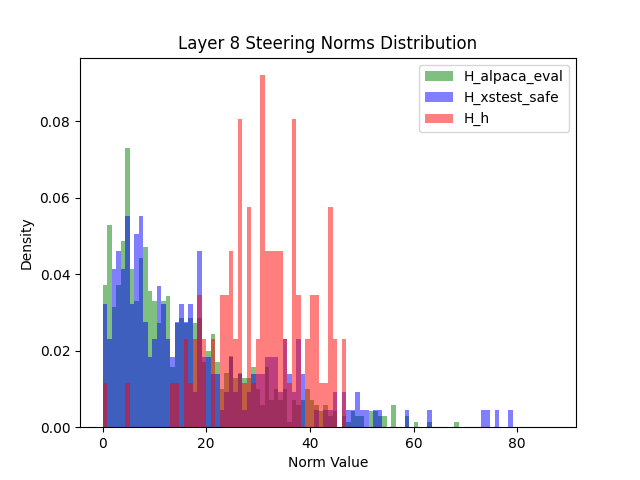 Layer 8 Steering Norms Distribution
H_alpaca_eval
H_xstest_safe
H_h
Density
0.08
0.06
0.04
0.02
0.00
0 20 40 60 80
Norm Value